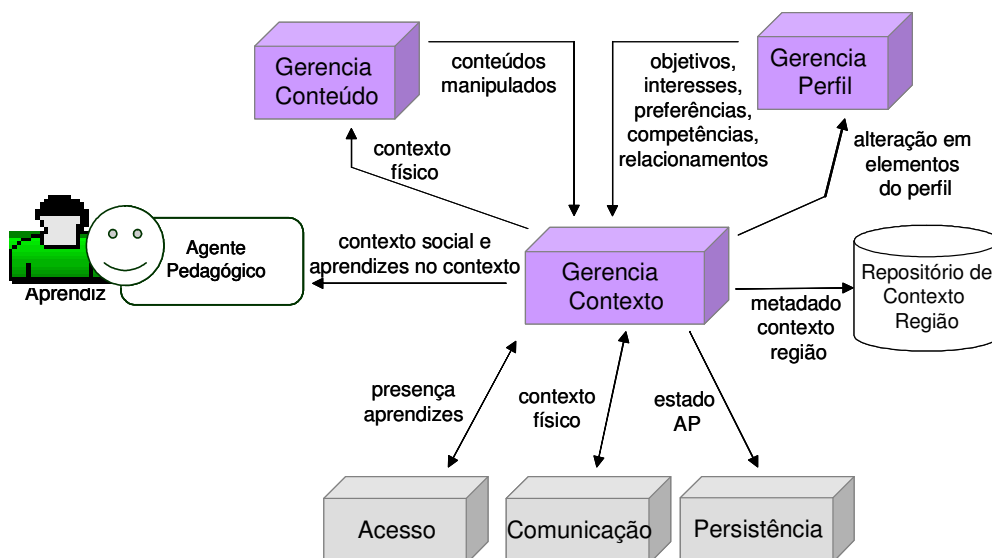 Gerencia
Conteúdo
conteúdos
manipulados
objetivos,
interesses,
preferências,
competências,
relacionamentos
Gerencia
Perfil
contexto
físico
alteração em
elementos
do perfil
Aprendiz
Agente
Pedagógico
contexto social e
aprendizes no contexto
Gerencia
Contexto
metadado
contexto
região
Repositório de
Contexto
Região
presença
aprendizes
contexto
físico
estado
AP
Acesso
Comunicação
Persistência